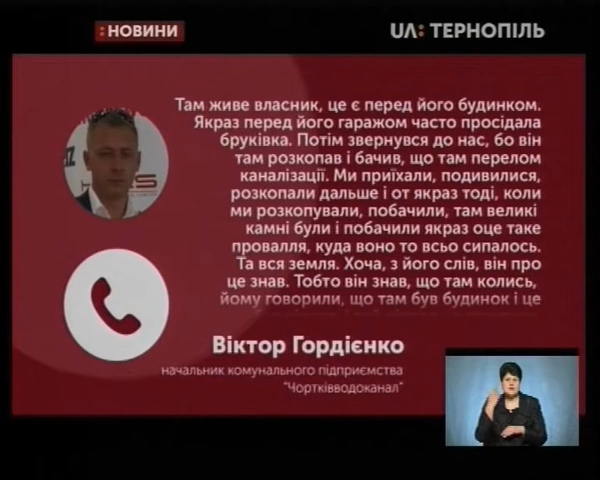 :НОВИНИ
UA: ТЕРНОПІЛЬ
Там живе власник, це є перед його будинком.
Якраз перед його гаражом часто просідала
бруківка. Потім звернувся до нас, бо він
там розкопав і бачив, що там перелом
каналізації. Ми приїхали, подивилися,
розкопали дальше і от якраз тоді, коли
ми розкопували, побачили, там великі
камні були і побачили якраз оце таке
провалля, куда воно то всьо сипалось.
Та вся земля. Хоча, з його слів, він про
це знав. Тобто він знав, що там колись,
йому говорили, що там був будинок і це
Віктор Гордієнко
начальник комунального підприємства
"Чортківводоканал"